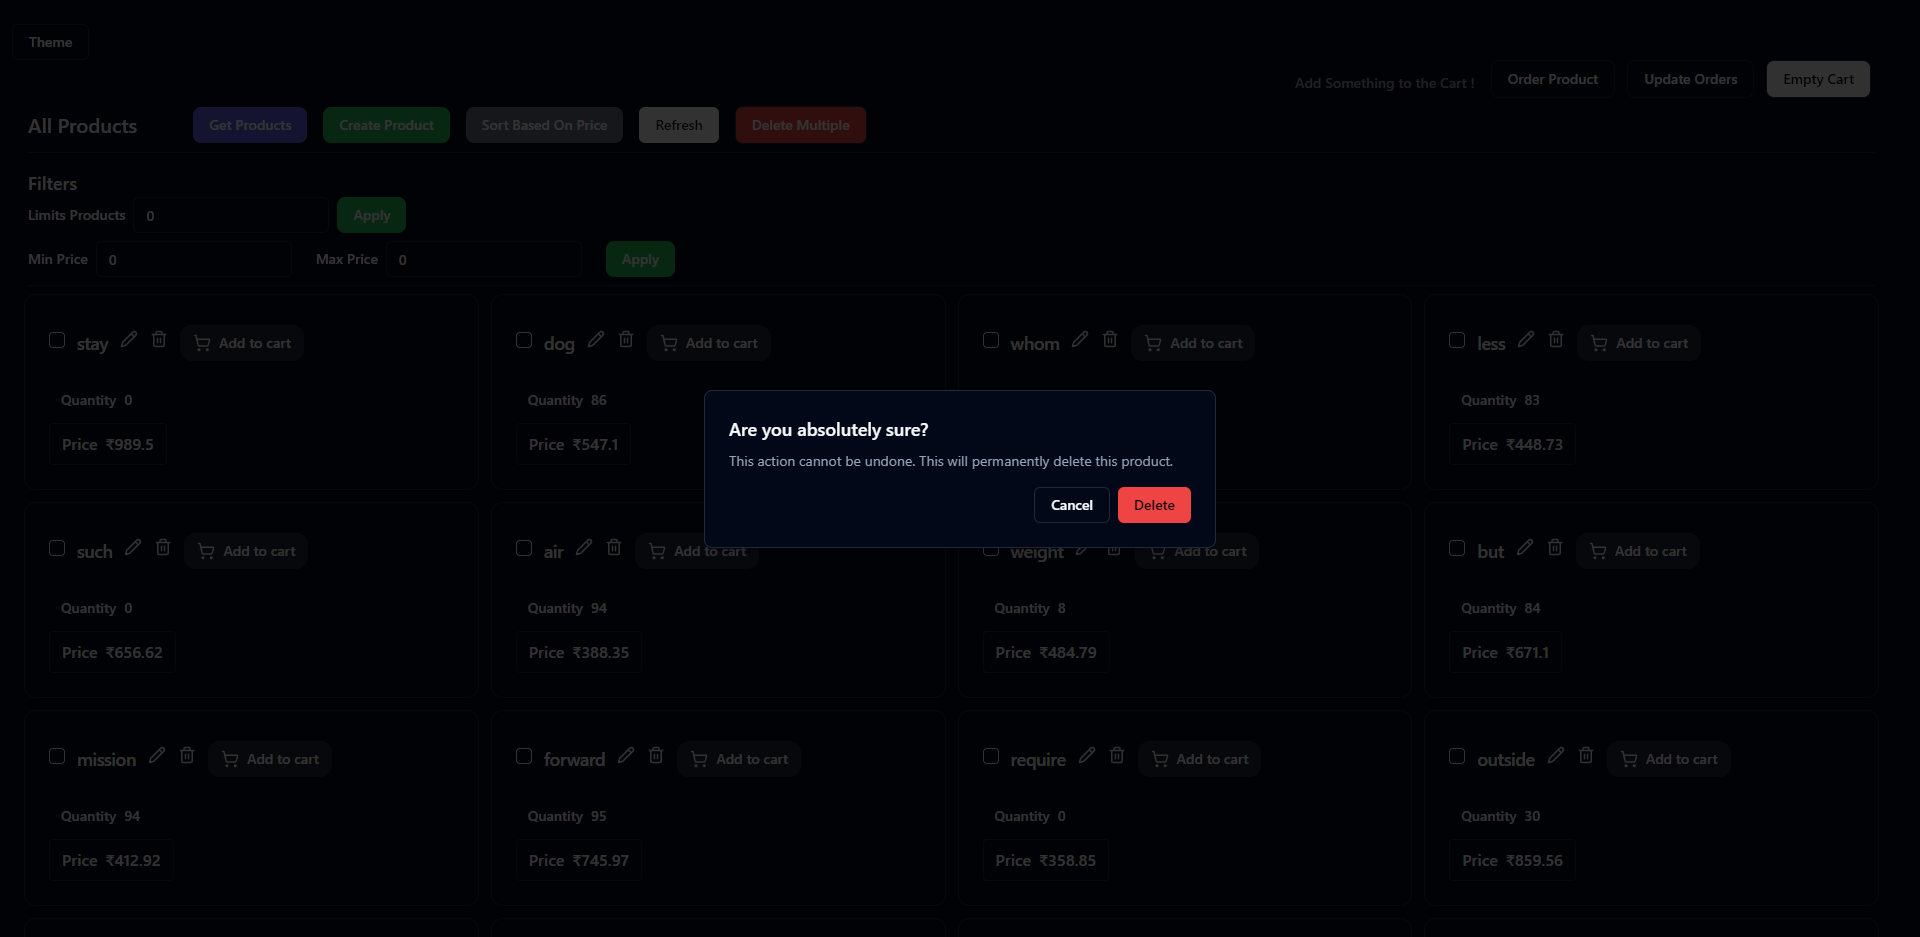 Theme
Add Something to the Cart !
Order Product
Update Orders
Empty Cart
All Products
Get Products
Create Product
Sort Based On Price
Refresh
Delete Multiple
Filters
Limits Products 0 Apply
Min Price 0 Max Price 0 Apply
stay Add to cart
Quantity 0
Price ₹989.5
dog Add to cart
Quantity 86
Price ₹547.1
whom Add to cart
less Add to cart
Quantity 83
Price ₹448.73
Are you absolutely sure?
This action cannot be undone. This will permanently delete this product.
Cancel
Delete
such Add to cart
Quantity 0
Price ₹656.62
air Add to cart
Quantity 94
Price ₹388.35
weight Add to cart
Quantity 8
Price ₹484.79
but Add to cart
Quantity 84
Price ₹671.1
mission Add to cart
Quantity 94
Price ₹412.92
forward Add to cart
Quantity 95
Price ₹745.97
require Add to cart
Quantity 0
Price ₹358.85
outside Add to cart
Quantity 30
Price ₹859.56